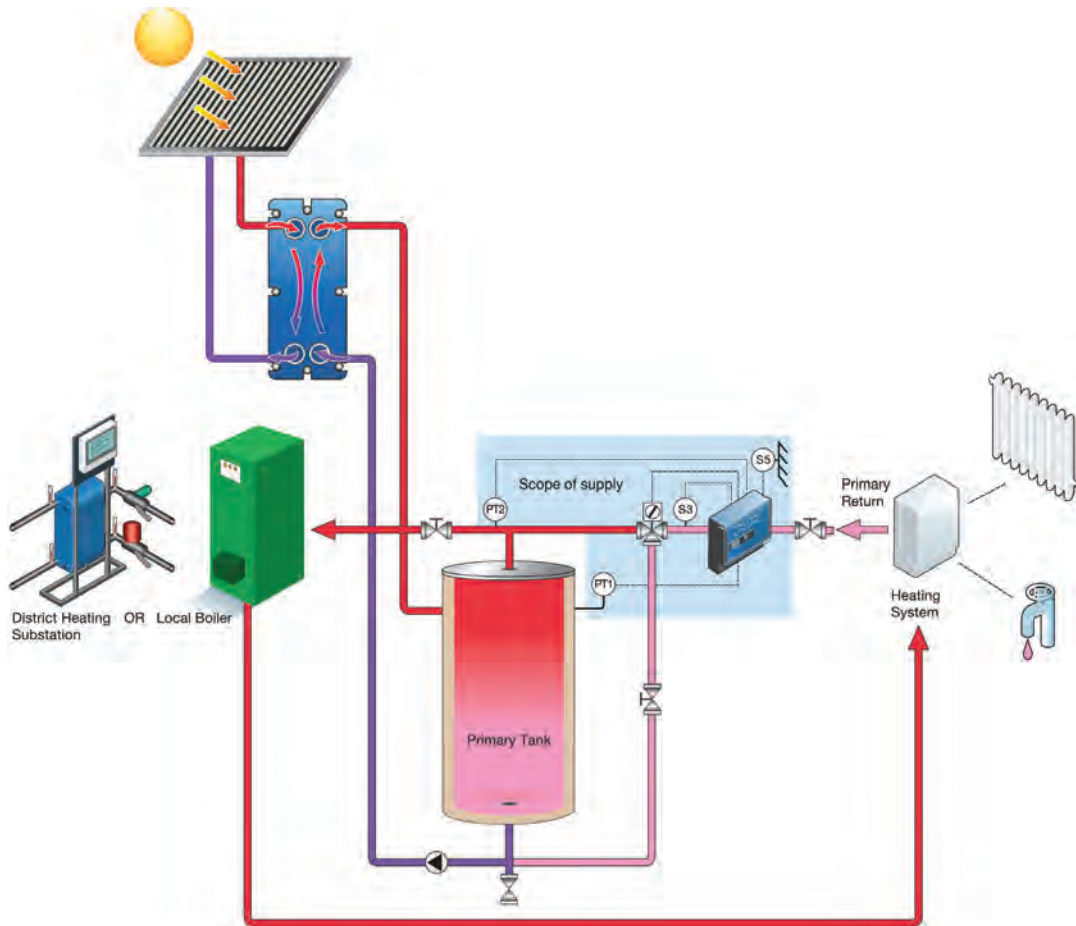 S5
Scope of supply
S3
PT2
Primary
Return
PT1
District Heating OR Local Boiler
Substation
Heating
System
Primary Tank